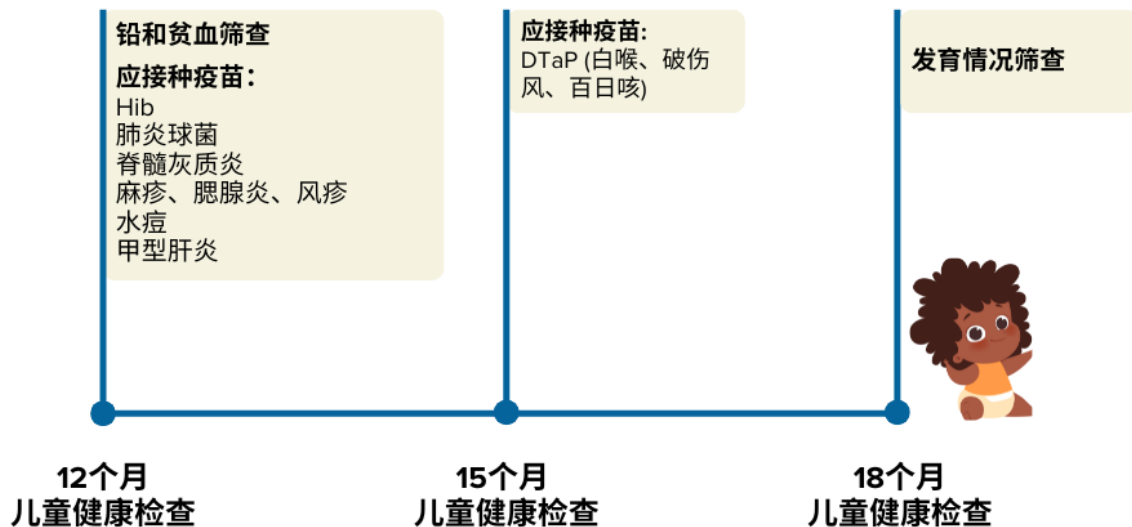 铅和贫血筛查
应接种疫苗：
Hib
肺炎球菌
脊髓灰质炎
麻疹、腮腺炎、风疹
水痘
甲型肝炎
应接种疫苗:
DTaP (白喉、破伤
风、百日咳)
发育情况筛查
12个月
儿童健康检查
15个月
儿童健康检查
18个月
儿童健康检查